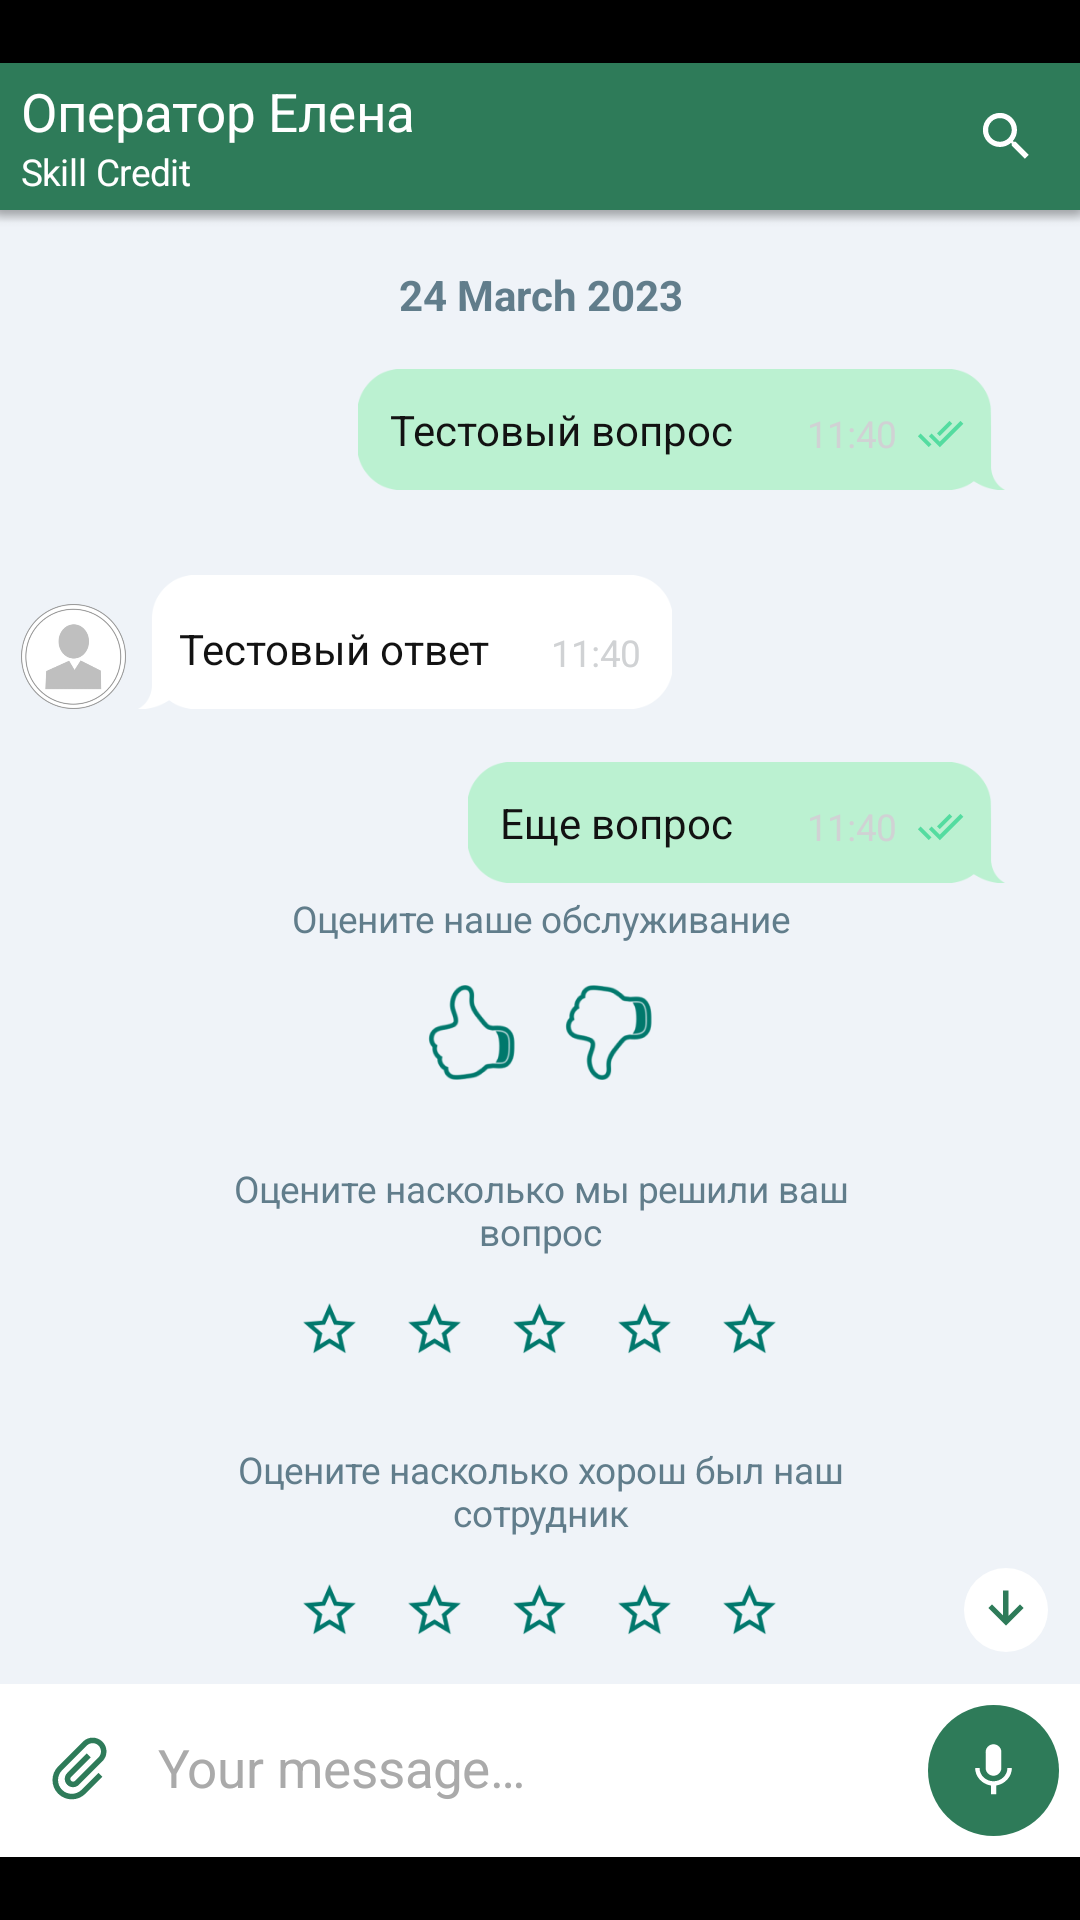 Оператор Елена
Skill Credit
24 March 2023
Тестовый вопрос 11:40
Тестовый ответ 11:40
Еще вопрос 11:40
Оцените наше обслуживание
Оцените насколько мы решили ваш
вопрос
Оцените насколько хорош был наш
сотрудник
Your message…